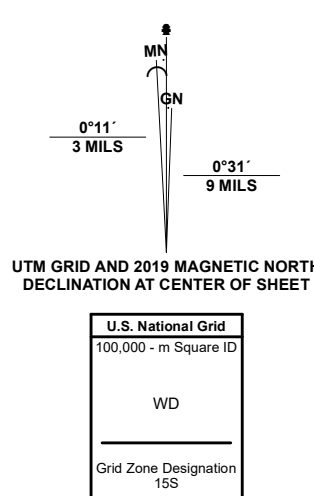 MN
GN
0°11´
3 MILS
0°31´
9 MILS
UTM GRID AND 2019 MAGNETIC NORTH
DECLINATION AT CENTER OF SHEET
U.S. National Grid
100,000 - m Square ID
WD
Grid Zone Designation
15S